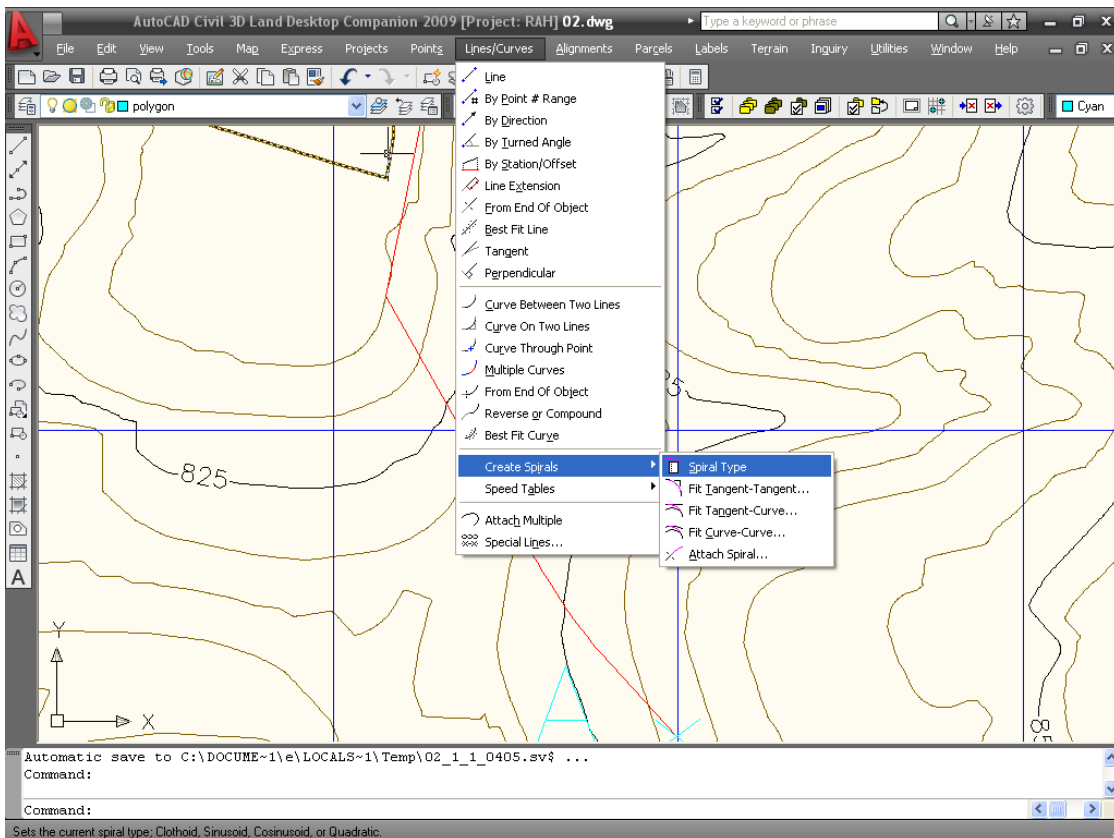 AutoCAD Civil 3D Land Desktop Companion 2009 [Project: RAH] 02.dwg
Type a keyword or phrase
File Edit View Tools Map Express Projects Points Lines/Curves Alignments Parcels Labels Terrain Inquiry Utilities Window Help
polygon
Cyan
Line
By Point # Range
By Direction
By Turned Angle
By Station/Offset
Line Extension
From End Of Object
Best Fit Line
Tangent
Perpendicular
Curve Between Two Lines
Curve On Two Lines
Curve Through Point
Multiple Curves
From End Of Object
Reverse or Compound
Best Fit Curve
Create Spirals
Speed Tables
Attach Multiple
Special Lines...
Spiral Type
Fit Tangent-Tangent...
Fit Tangent-Curve...
Fit Curve-Curve...
Attach Spiral...
825
A
Y
X
Automatic save to C:\DOCUME~1\e\LOCALS~1\Temp\02_1_1_0405.sv$ ...
Command:
Command:
Sets the current spiral type; Clothoid, Sinusoid, Cosinusoid, or Quadratic.